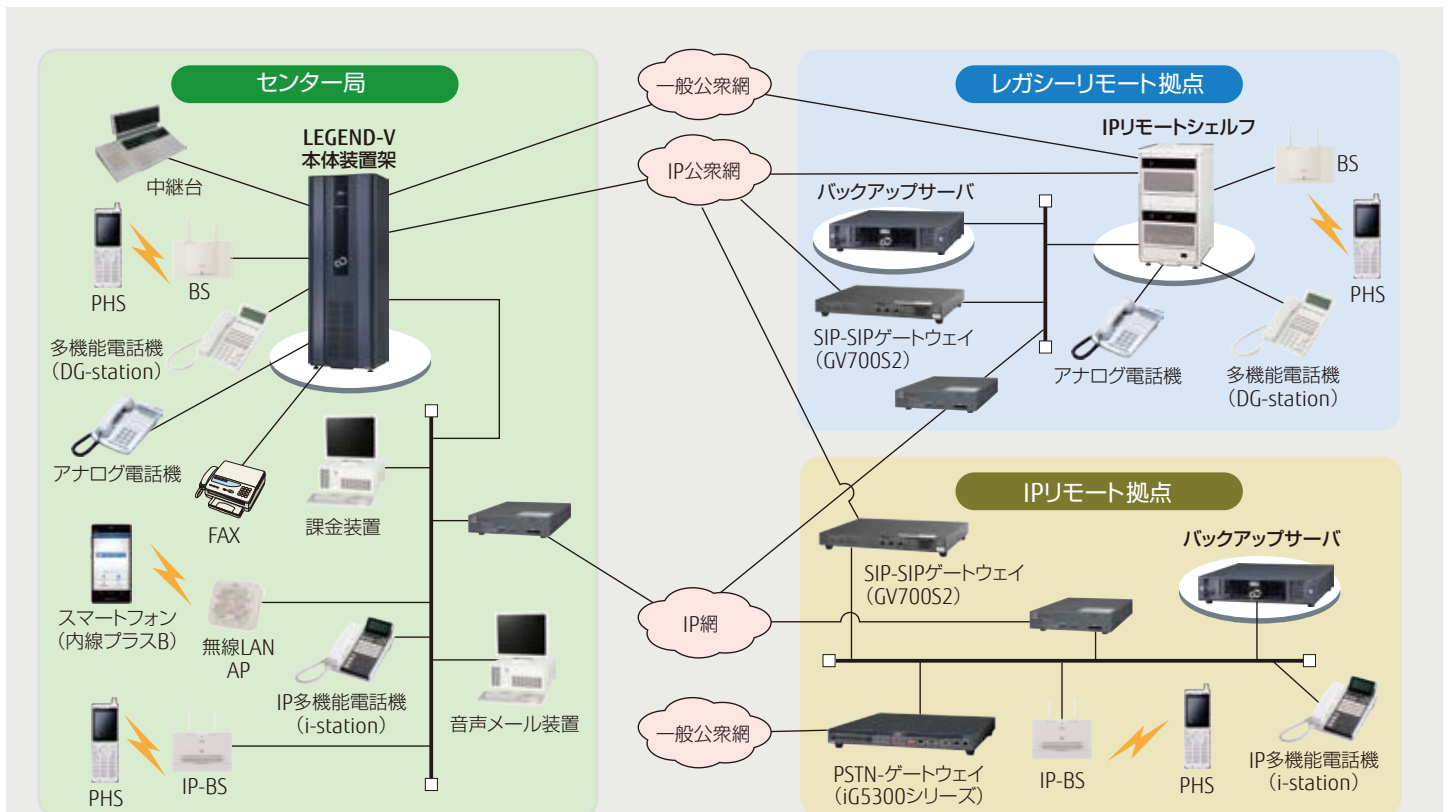 センター局
LEGEND-V
本体装置架
中継台
PHS
BS
多機能電話機
（DG-station）
アナログ電話機
FAX
課金装置
スマートフォン
（内線プラスB）
無線LAN
AP
IP多機能電話機
（i-station）
音声メール装置
PHS
IP-BS
一般公衆網
IP公衆網
IP網
一般公衆網
レガシーリモート拠点
IPリモートシェルフ
バックアップサーバ
BS
PHS
SIP-SIPゲートウェイ
（GV700S2）
アナログ電話機
多機能電話機
（DG-station）
IPリモート拠点
バックアップサーバ
SIP-SIPゲートウェイ
（GV700S2）
PSTN-ゲートウェイ
（iG5300シリーズ）
IP-BS
PHS
IP多機能電話機
（i-station）